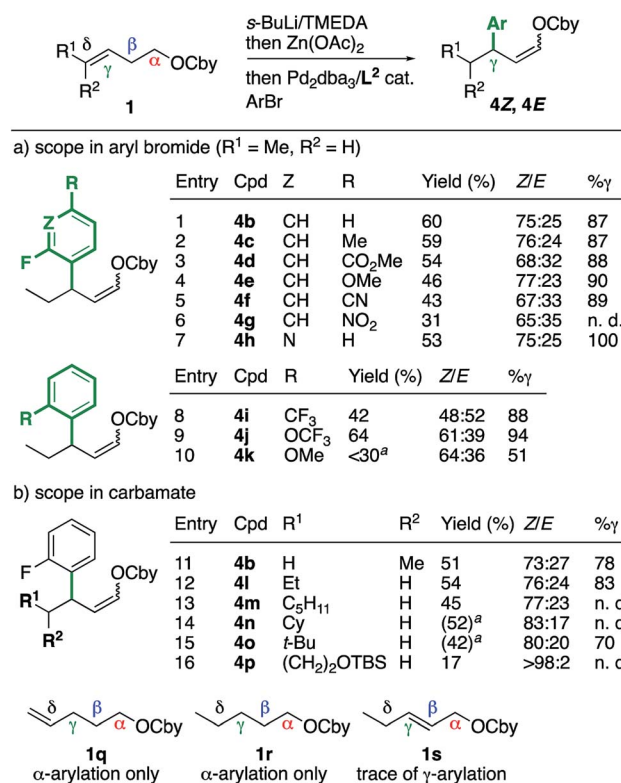 R1 δ β OCby α γ R2
1
s-BuLi/TMEDA
then Zn(OAc)2
then Pd2dba3/L2 cat.
ArBr
Ar OCby R1 γ R2
4Z, 4E
a) scope in aryl bromide (R1 = Me, R2 = H)
R Z F OCby
Entry Cpd Z R Yield (%) Z/E %γ
1 4b CH H 60 75:25 87
2 4c CH Me 59 76:24 87
3 4d CH CO2Me 54 68:32 88
4 4e CH OMe 46 77:23 90
5 4f CH CN 43 67:33 89
6 4g CH NO2 31 65:35 n. d.
7 4h N H 53 75:25 100
R OCby
Entry Cpd R Yield (%) Z/E %γ
8 4i CF3 42 48:52 88
9 4j OCF3 64 61:39 94
10 4k OMe <30a 64:36 51
b) scope in carbamate
F OCby R1 R2
Entry Cpd R1 R2 Yield (%) Z/E %γ
11 4b H Me 51 73:27 78
12 4l Et H 54 76:24 83
13 4m C5H11 H 45 77:23 n. d
14 4n Cy H (52)a 83:17 n. d
15 4o t-Bu H (42)a 80:20 70
16 4p (CH2)2OTBS H 17 >98:2 n. d
δ β γ α OCby
1q
α-arylation only
δ β γ α OCby
1r
α-arylation only
δ β γ α OCby
1s
trace of γ-arylation